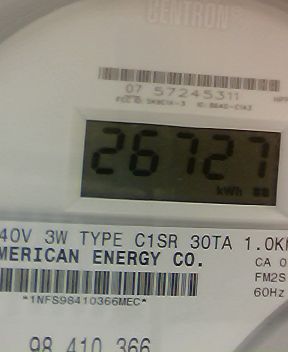 CENTRON®
07 57245311
26727
kWh
40V 3W TYPE C1SR 30TA 1.0K
MERICAN ENERGY CO.
CA 0
FM2S
60Hz
*1NFS98410366MEC*
98 410 366